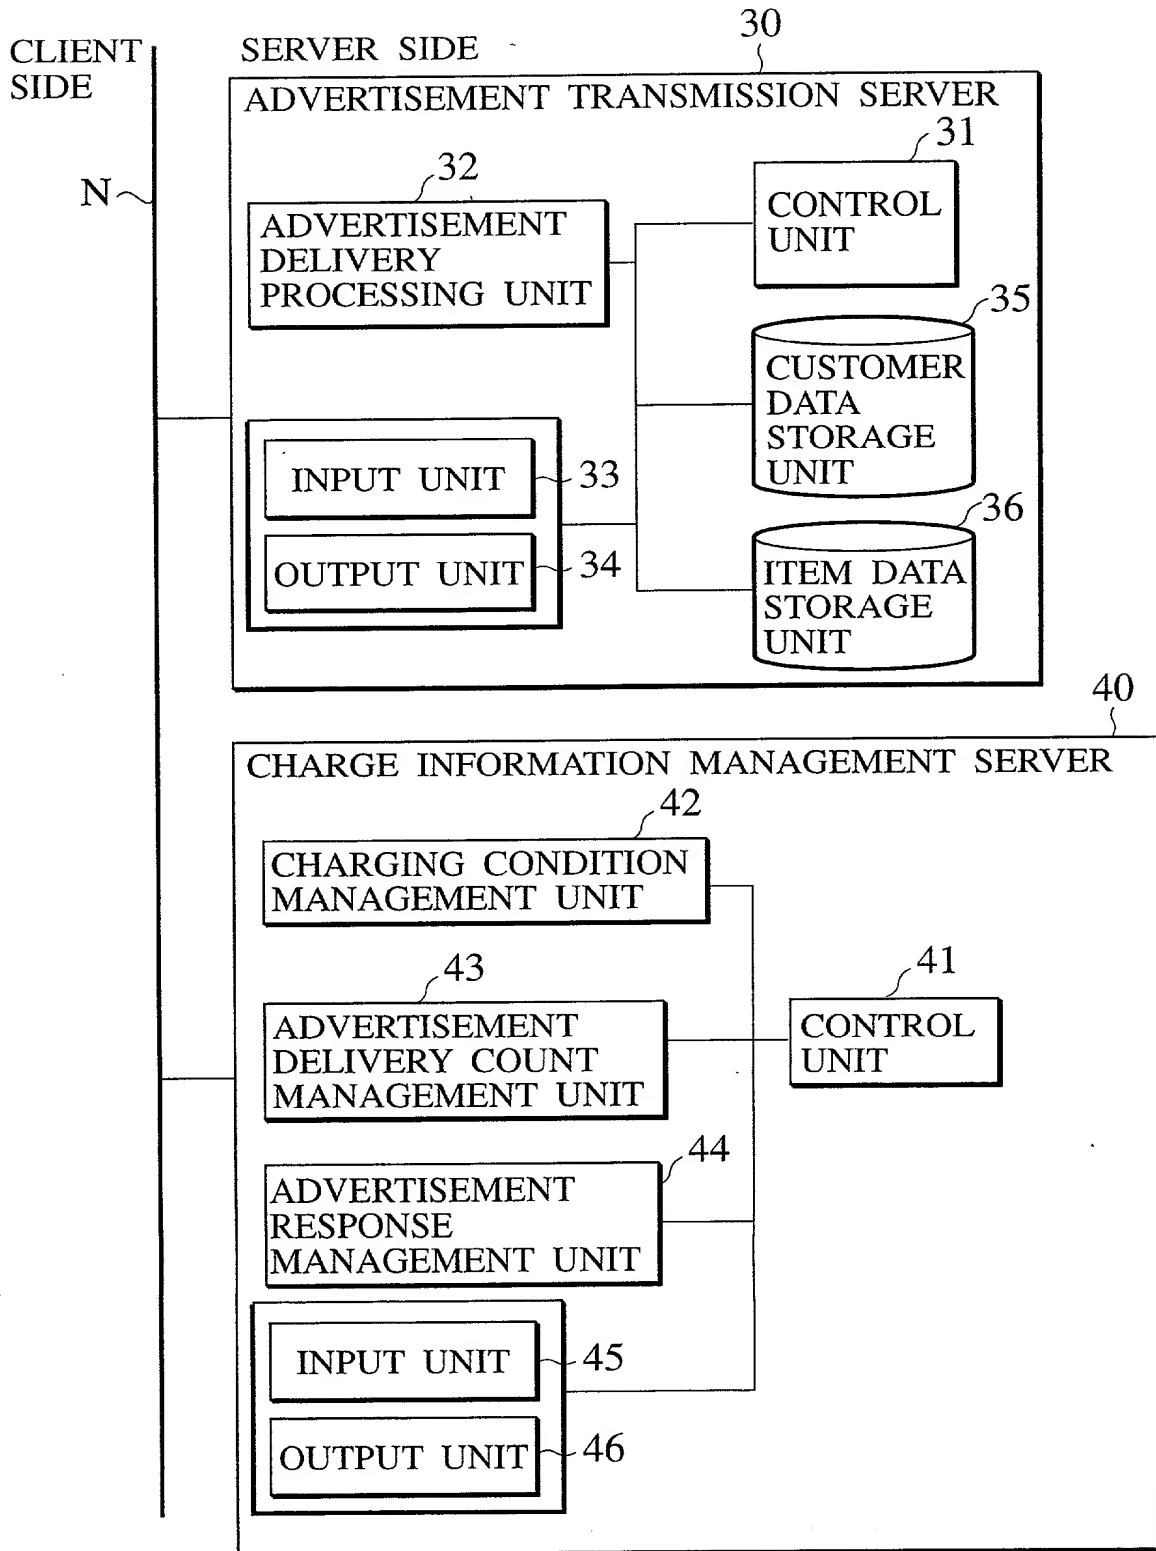 CLIENT
SIDE
SERVER SIDE
30
ADVERTISEMENT TRANSMISSION SERVER
N
32
ADVERTISEMENT
DELIVERY
PROCESSING UNIT
31
CONTROL
UNIT
35
CUSTOMER
DATA
STORAGE
UNIT
INPUT UNIT
33
OUTPUT UNIT
34
36
ITEM DATA
STORAGE
UNIT
40
CHARGE INFORMATION MANAGEMENT SERVER
42
CHARGING CONDITION
MANAGEMENT UNIT
43
ADVERTISEMENT
DELIVERY COUNT
MANAGEMENT UNIT
41
CONTROL
UNIT
44
ADVERTISEMENT
RESPONSE
MANAGEMENT UNIT
INPUT UNIT
45
OUTPUT UNIT
46